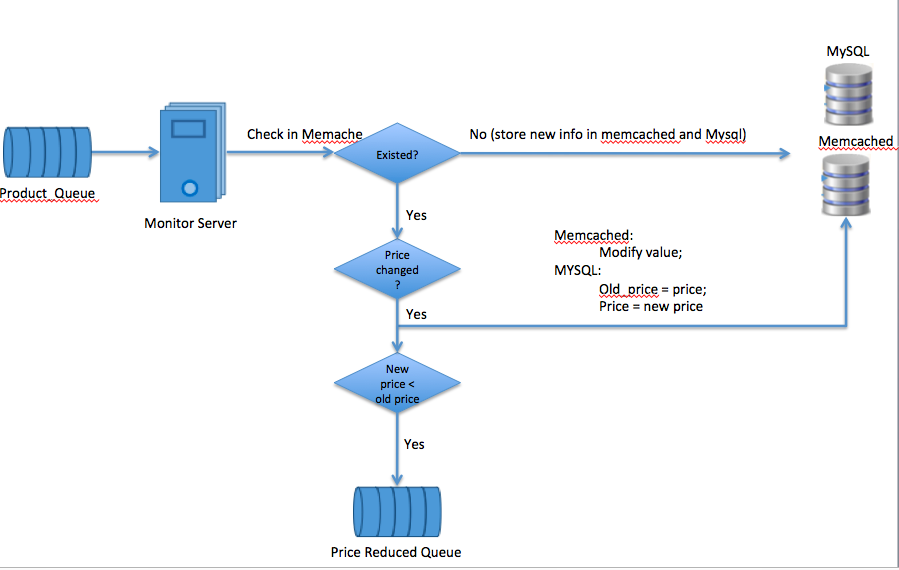 MySQL
Check in Memache
No (store new info in memcached and Mysql)
Memcached
Existed?
Product_Queue
Monitor Server
Yes
Memcached:
Modify value;
MYSQL:
Old_price = price;
Price = new price
Price
changed
?
Yes
New
price <
old price
Yes
Price Reduced Queue